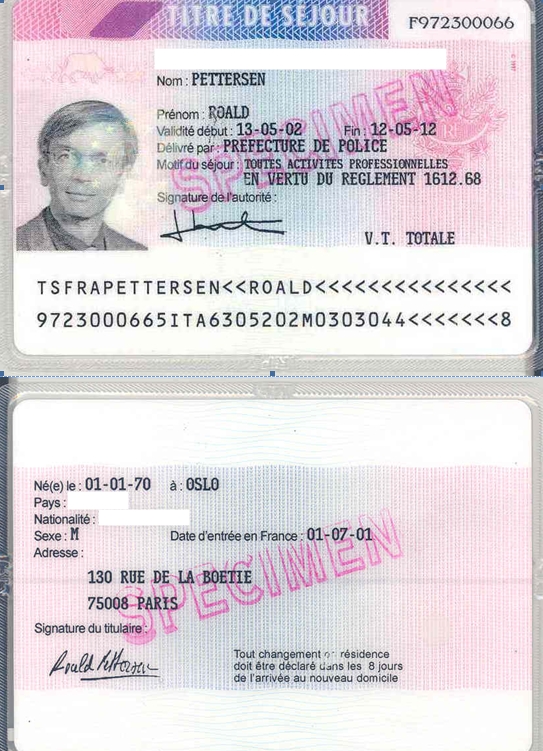 TITRE DE SÉJOUR
F972300066
Nom : PETTERSEN
Prénom : ROALD
Validité début : 13-05-02 Fin : 12-05-12
Délivré par : PREFECTURE DE POLICE
Motif du séjour : TOUTES ACTIVITES PROFESSIONNELLES
EN VERTU DU REGLEMENT 1612.68
Signature de l'autorité :
V.T. TOTALE
SPECIMEN
TSFRAPETTERSEN<<ROALD<<<<<<<<<<<<<<<
9723000665ITA6305202M0303044<<<<<<<8
Né(e) le : 01-01-70 à : OSLO
Pays :
Nationalité :
Sexe : M Date d'entrée en France : 01-07-01
Adresse :
130 RUE DE LA BOETIE
75008 PARIS
SPECIMEN
Signature du titulaire :
Roald Pettersen
Tout changement de résidence
doit être déclaré dans les 8 jours
de l'arrivée au nouveau domicile